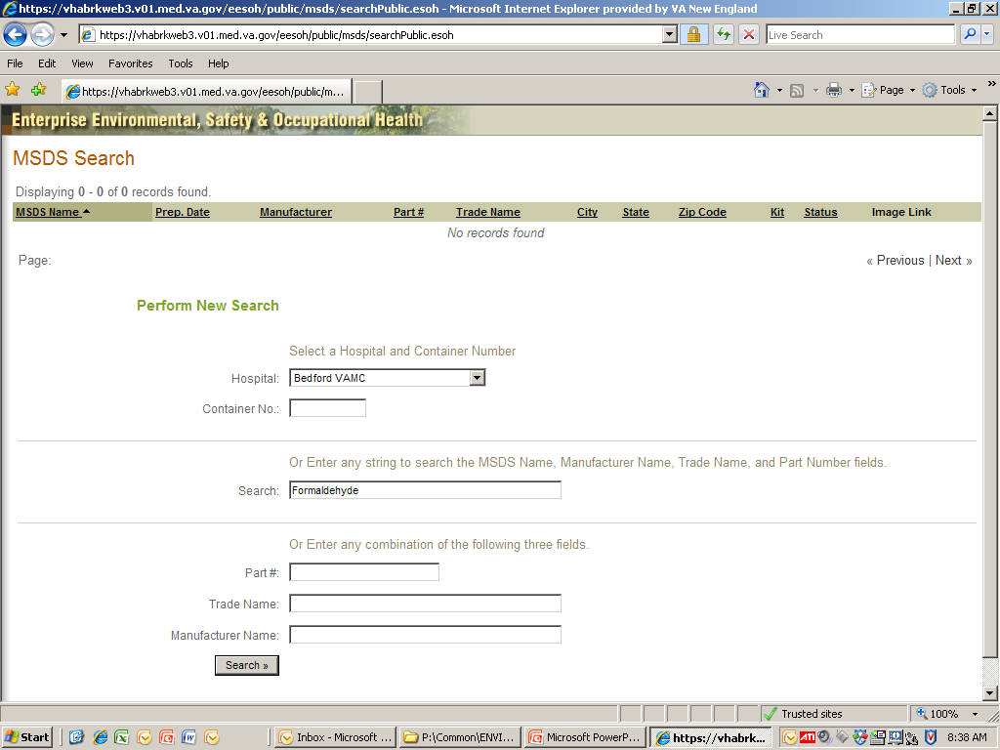 https://vhabrkweb3.v01.med.va.gov/eesoh/public/msds/searchPublic.esoh - Microsoft Internet Explorer provided by VA New England
https://vhabrkweb3.v01.med.va.gov/eesoh/public/msds/searchPublic.esoh Live Search
File Edit View Favorites Tools Help
https://vhabrkweb3.v01.med.va.gov/eesoh/public/m... Page Tools »
Enterprise Environmental, Safety & Occupational Health
MSDS Search
Displaying 0 - 0 of 0 records found.
MSDS Name Prep. Date Manufacturer Part # Trade Name City State Zip Code Kit Status Image Link
No records found
Page: « Previous | Next »
Perform New Search
Select a Hospital and Container Number
Hospital: Bedford VAMC
Container No.:
Or Enter any string to search the MSDS Name, Manufacturer Name, Trade Name, and Part Number fields.
Search: Formaldehyde
Or Enter any combination of the following three fields.
Part #:
Trade Name:
Manufacturer Name:
Search »
Trusted sites 100%
Start Inbox - Microsoft ... P:\Common\ENVI... Microsoft PowerP... https://vhabrk... ATI 8:38 AM